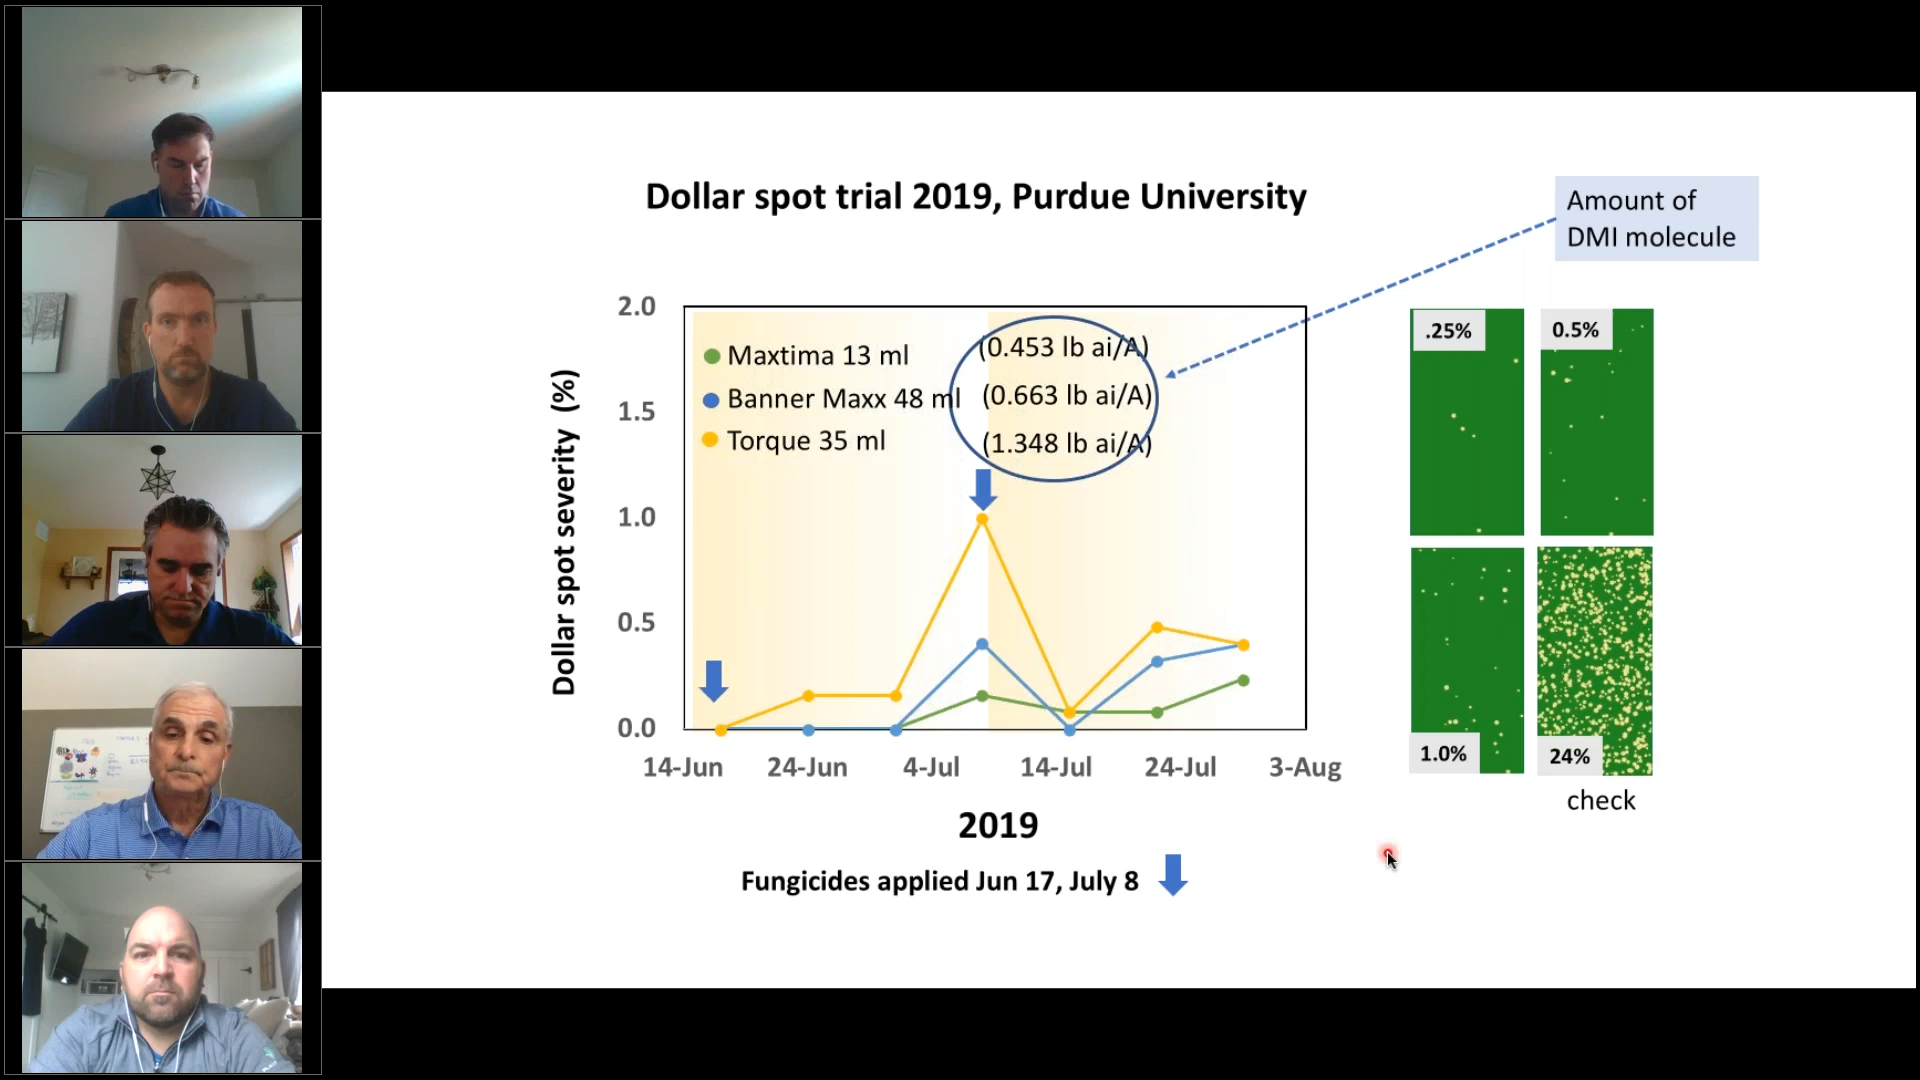 Dollar spot trial 2019, Purdue University
Amount of
DMI molecule
Dollar spot severity (%)
2.0
1.5
1.0
0.5
0.0
Maxtima 13 ml (0.453 lb ai/A)
Banner Maxx 48 ml (0.663 lb ai/A)
Torque 35 ml (1.348 lb ai/A)
14-Jun 24-Jun 4-Jul 14-Jul 24-Jul 3-Aug
2019
Fungicides applied Jun 17, July 8
.25% 0.5%
1.0% 24%
check